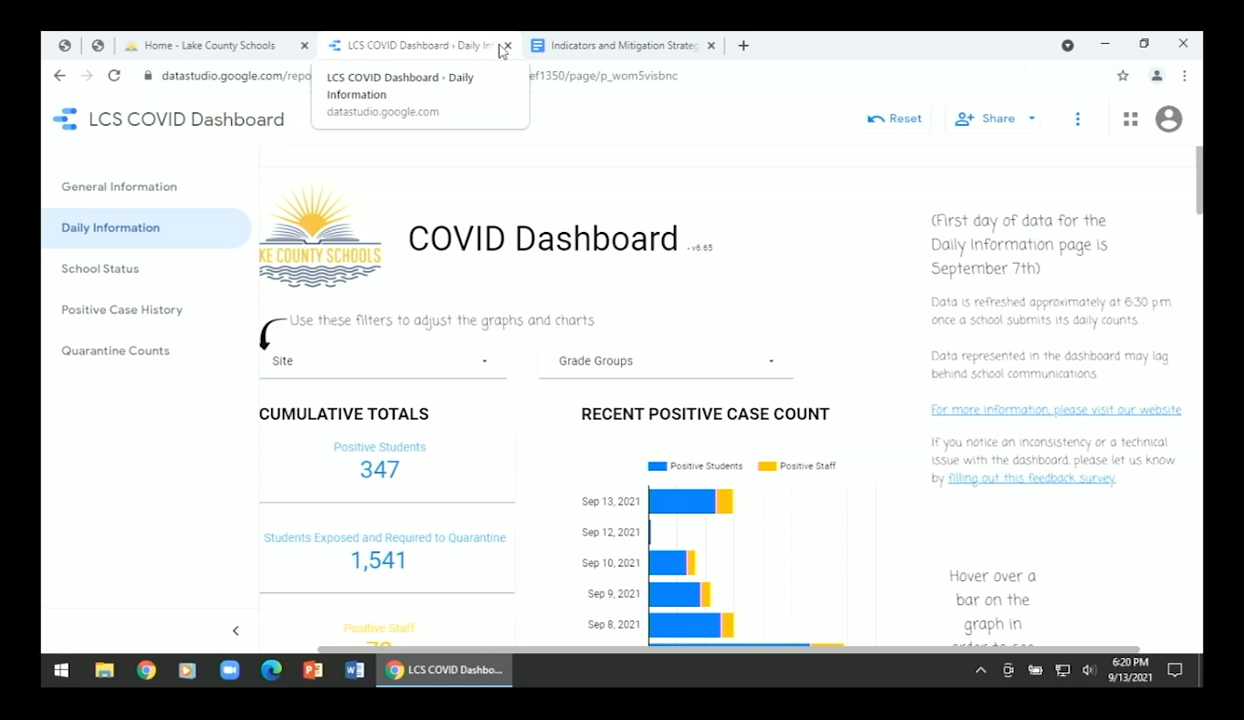 Home - Lake County Schools
LCS COVID Dashboard › Daily In
Indicators and Mitigation Strate
datastudio.google.com/repo
ef1350/page/p_wom5visbnc
LCS COVID Dashboard › Daily
Information
datastudio.google.com
LCS COVID Dashboard
Reset
Share
General Information
Daily Information
School Status
Positive Case History
Quarantine Counts
KE COUNTY SCHOOLS
COVID Dashboard - v6.65
Use these filters to adjust the graphs and charts
Site
Grade Groups
(First day of data for the
Daily Information page is
September 7th)
Data is refreshed approximately at 6:30 p.m.
once a school submits its daily counts.
Data represented in the dashboard may lag
behind school communications
For more information, please visit our website
If you notice an inconsistency or a technical
issue with the dashboard, please let us know
by filling out this feedback survey.
CUMULATIVE TOTALS
Positive Students
347
Students Exposed and Required to Quarantine
1,541
Positive Staff
RECENT POSITIVE CASE COUNT
Positive Students
Positive Staff
Sep 13, 2021
Sep 12, 2021
Sep 10, 2021
Sep 9, 2021
Sep 8, 2021
Hover over a
bar on the
graph in
LCS COVID Dashbo...
6:20 PM
9/13/2021